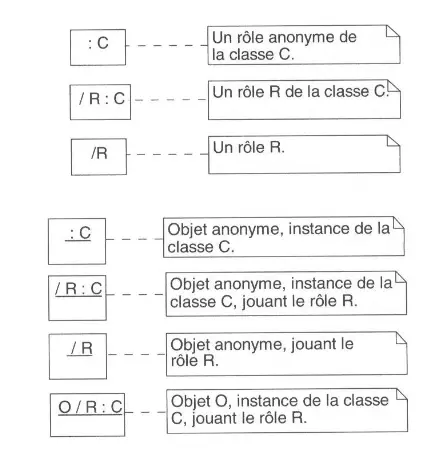 : C
Un rôle anonyme de
la classe C.
/ R : C
Un rôle R de la classe C.
/R
Un rôle R.
: C
Objet anonyme, instance de la
classe C.
/ R : C
Objet anonyme, instance de la
classe C, jouant le rôle R.
/ R
Objet anonyme, jouant le
rôle R.
O / R : C
Objet O, instance de la classe
C, jouant le rôle R.